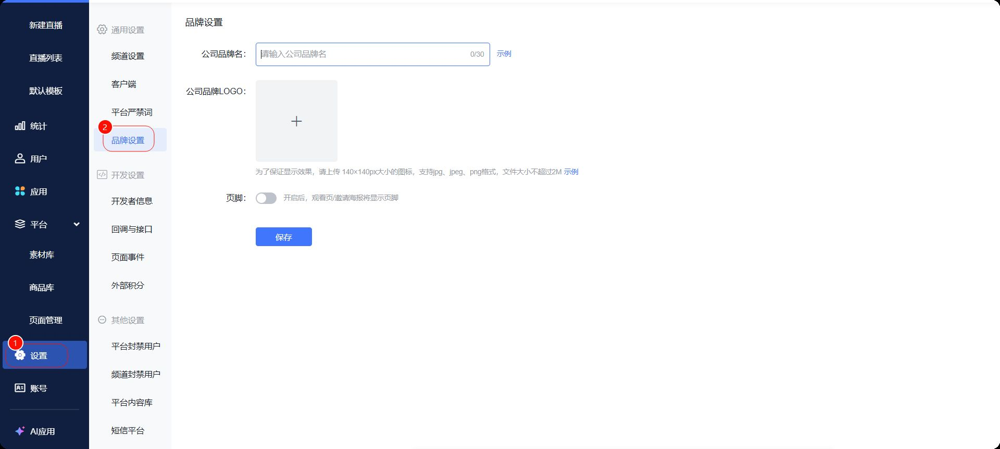 新建直播
直播列表
默认模板
统计
用户
应用
平台
素材库
商品库
页面管理
1
设置
账号
AI应用
通用设置
频道设置
客户端
平台严禁词
2
品牌设置
开发设置
开发者信息
回调与接口
页面事件
外部积分
其他设置
平台封禁用户
频道封禁用户
平台内容库
短信平台
品牌设置
公司品牌名： 请输入公司品牌名 0/30 示例
公司品牌LOGO：
为了保证显示效果，请上传 140×140px大小的图标，支持jpg、jpeg、png格式，文件大小不超过2M 示例
页脚： 开启后，观看页/邀请海报将显示页脚
保存